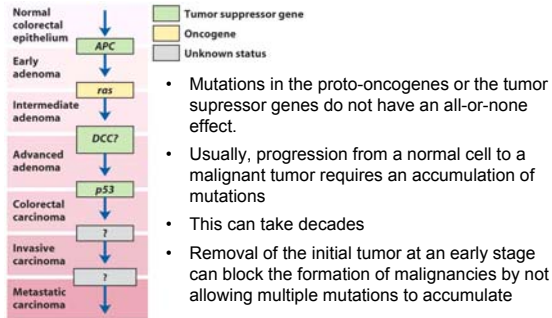 Normal
colorectal
epithelium
APC
Early
adenoma
ras
Intermediate
adenoma
DCC?
Advanced
adenoma
p53
Colorectal
carcinoma
?
Invasive
carcinoma
?
Metastatic
carcinoma
Tumor suppressor gene
Oncogene
Unknown status
• Mutations in the proto-oncogenes or the tumor
supressor genes do not have an all-or-none
effect.
• Usually, progression from a normal cell to a
malignant tumor requires an accumulation of
mutations
• This can take decades
• Removal of the initial tumor at an early stage
can block the formation of malignancies by not
allowing multiple mutations to accumulate